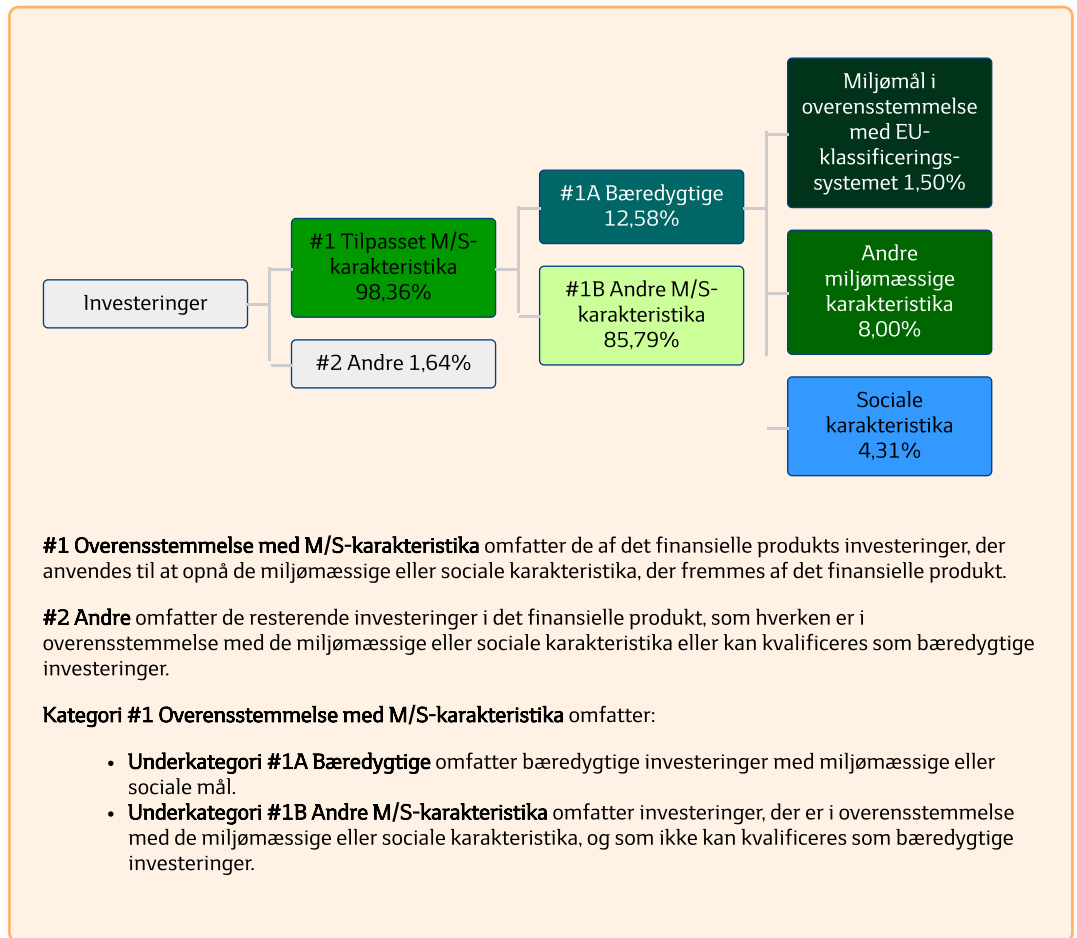 Investeringer
#1 Tilpasset M/S-
karakteristika
98,36%
#2 Andre 1,64%
#1A Bæredygtige
12,58%
#1B Andre M/S-
karakteristika
85,79%
Miljømål i
overensstemmelse
med EU-
klassificerings-
systemet 1,50%
Andre
miljømæssige
karakteristika
8,00%
Sociale
karakteristika
4,31%
#1 Overensstemmelse med M/S-karakteristika omfatter de af det finansielle produkts investeringer, der
anvendes til at opnå de miljømæssige eller sociale karakteristika, der fremmes af det finansielle produkt.
#2 Andre omfatter de resterende investeringer i det finansielle produkt, som hverken er i
overensstemmelse med de miljømæssige eller sociale karakteristika eller kan kvalificeres som bæredygtige
investeringer.
Kategori #1 Overensstemmelse med M/S-karakteristika omfatter:
• Underkategori #1A Bæredygtige omfatter bæredygtige investeringer med miljømæssige eller
sociale mål.
• Underkategori #1B Andre M/S-karakteristika omfatter investeringer, der er i overensstemmelse
med de miljømæssige eller sociale karakteristika, og som ikke kan kvalificeres som bæredygtige
investeringer.